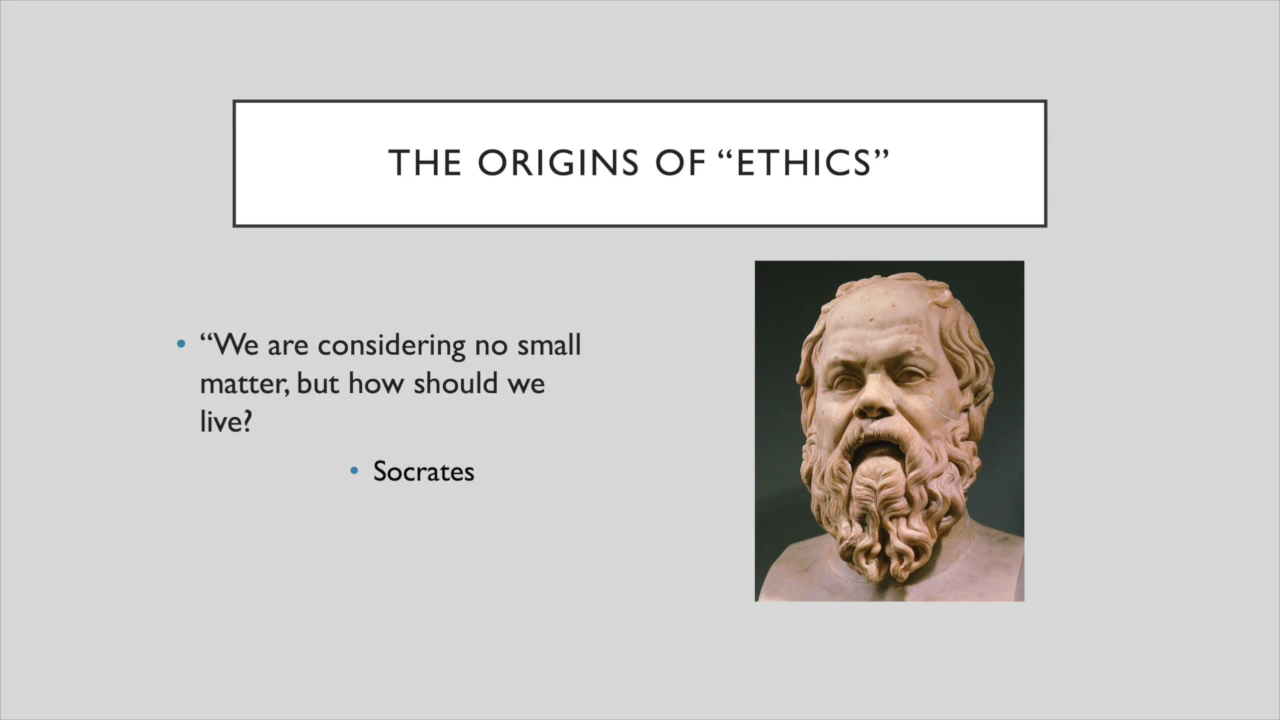 THE ORIGINS OF “ETHICS”
• “We are considering no small
matter, but how should we
live?
• Socrates